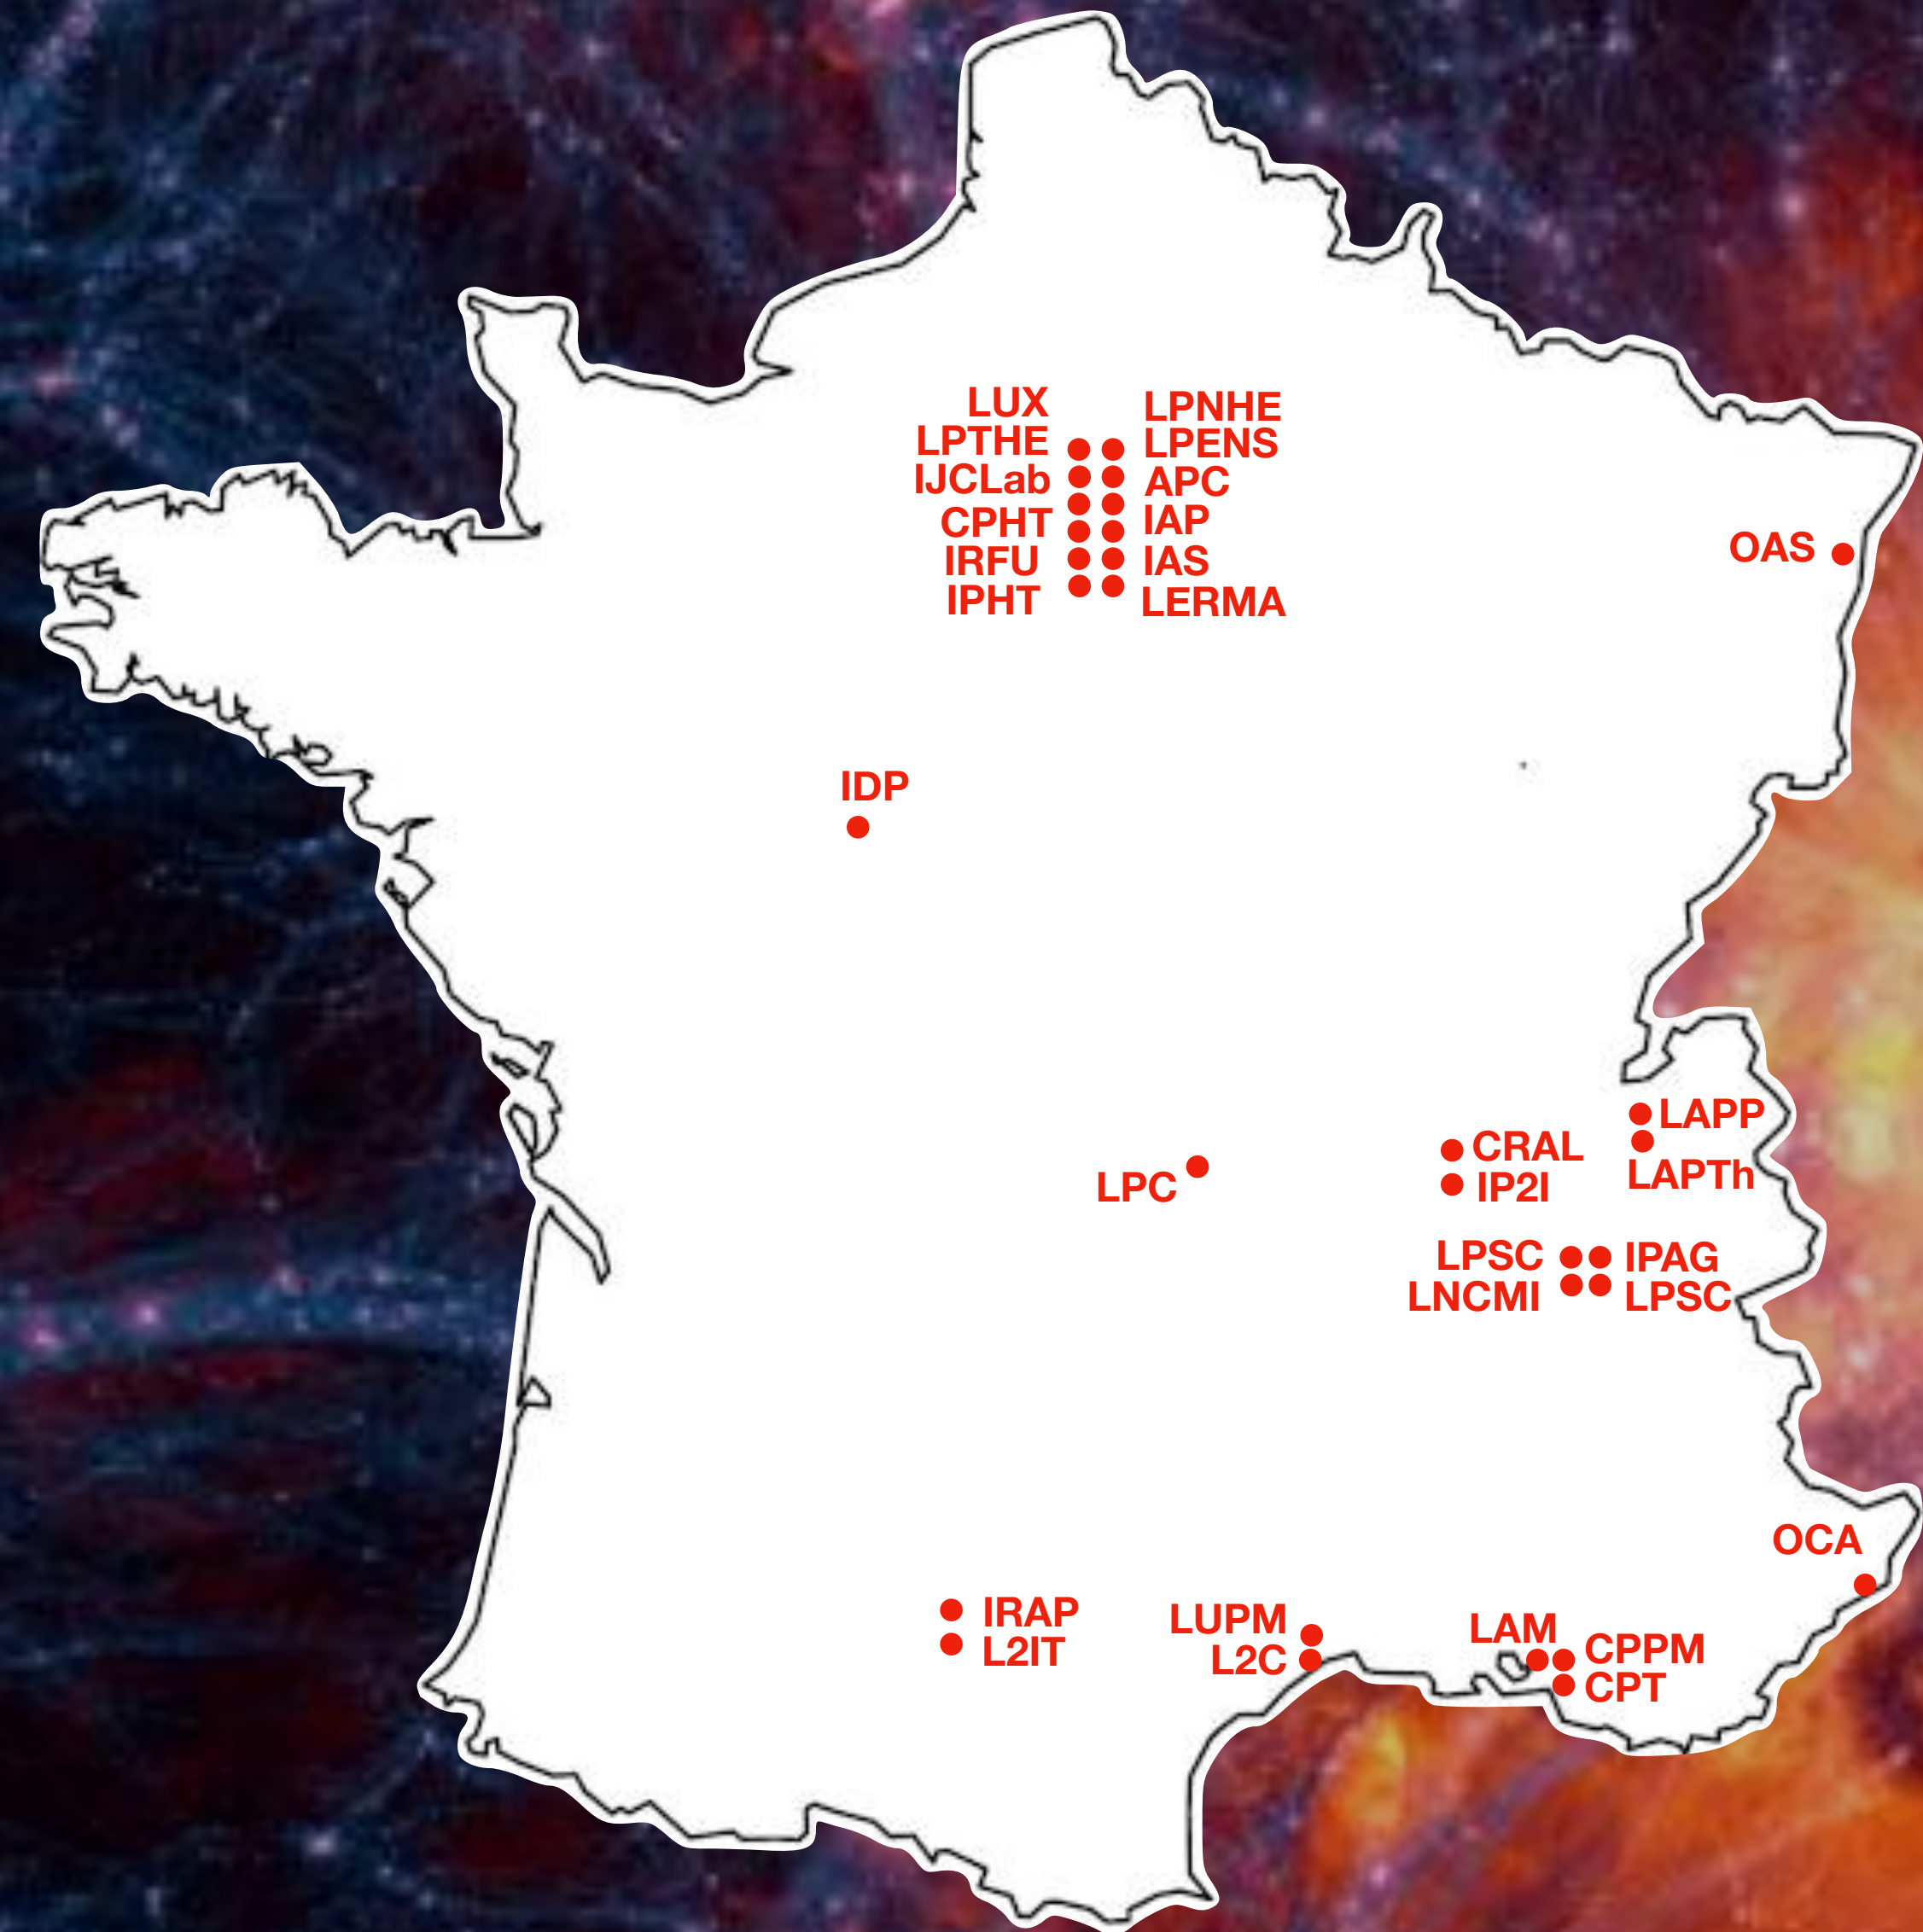 LUX
LPTHE
IJCLab
CPHT
IRFU
IPHT
LPNHE
LPENS
APC
IAP
IAS
LERMA
OAS
IDP
LAPP
LAPTh
CRAL
IP2I
LPC
LPSC
LNCMI
IPAG
LPSC
OCA
IRAP
L2IT
LUPM
L2C
LAM
CPPM
CPT